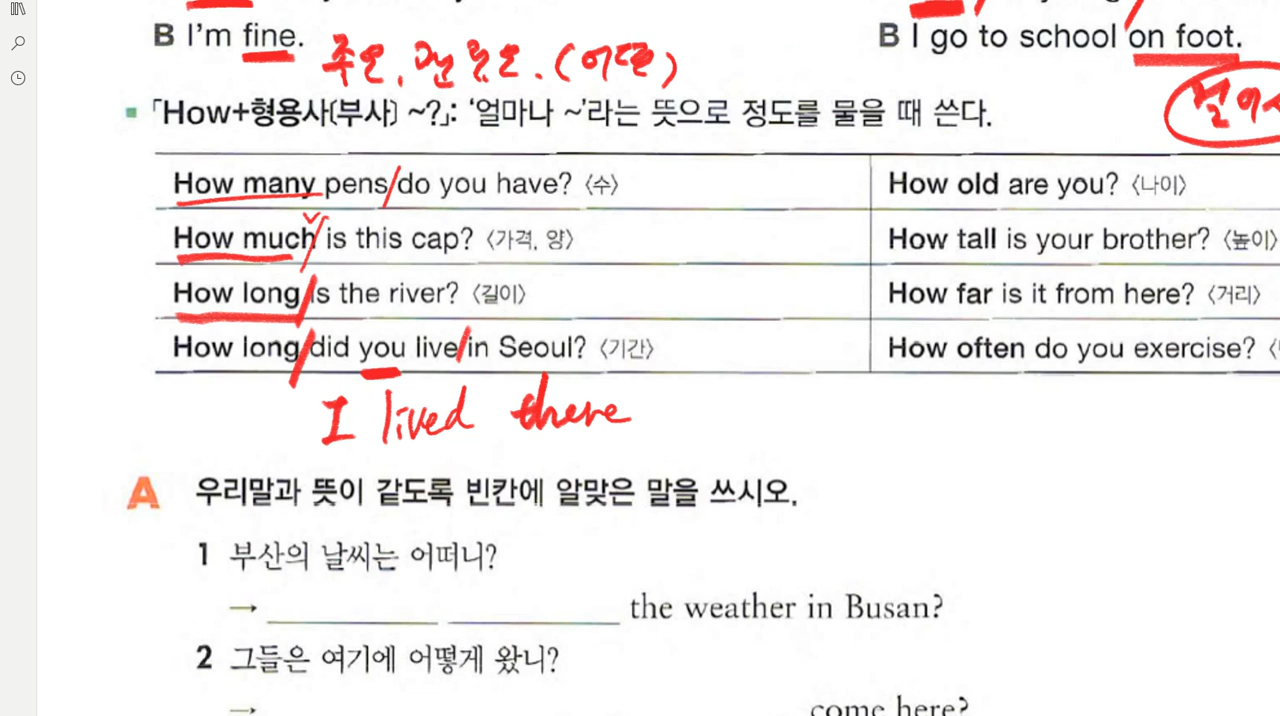 B I'm fine.
B I go to school on foot.
(어떤)
「How+형용사(부사) ~?」: '얼마나 ~'라는 뜻으로 정도를 물을 때 쓴다.
How many pens/do you have? 〈수〉
How old are you? 〈나이〉
How much/is this cap? 〈가격, 양〉
How tall is your brother? 〈높이〉
How long/is the river? 〈길이〉
How far is it from here? 〈거리〉
How long/did you live/in Seoul? 〈기간〉
How often do you exercise?
I lived there
A 우리말과 뜻이 같도록 빈칸에 알맞은 말을 쓰시오.
1 부산의 날씨는 어떠니?
→ the weather in Busan?
2 그들은 여기에 어떻게 왔니?
→ come here?